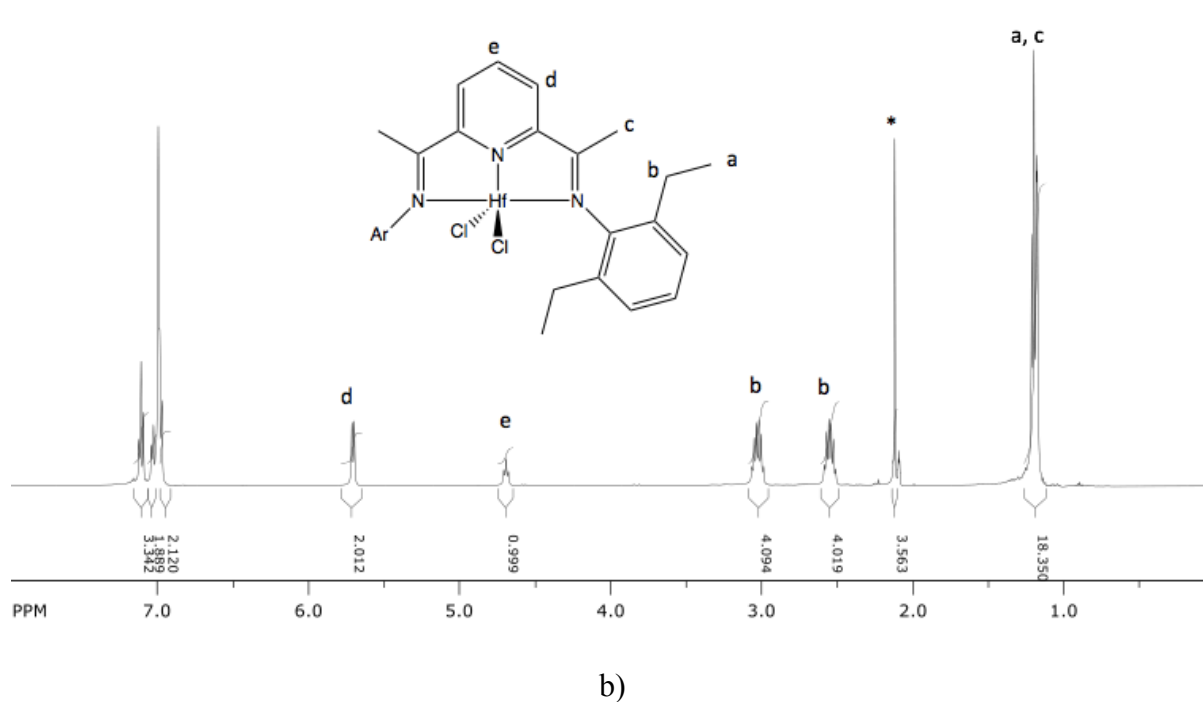 a, c
e
d
*
c
N
b
a
N
Hf
N
Ar
Cl
Cl
d
e
b
b
3.342
1.889
2.120
2.012
0.999
4.094
4.019
3.563
18.350
PPM 7.0 6.0 5.0 4.0 3.0 2.0 1.0
b)